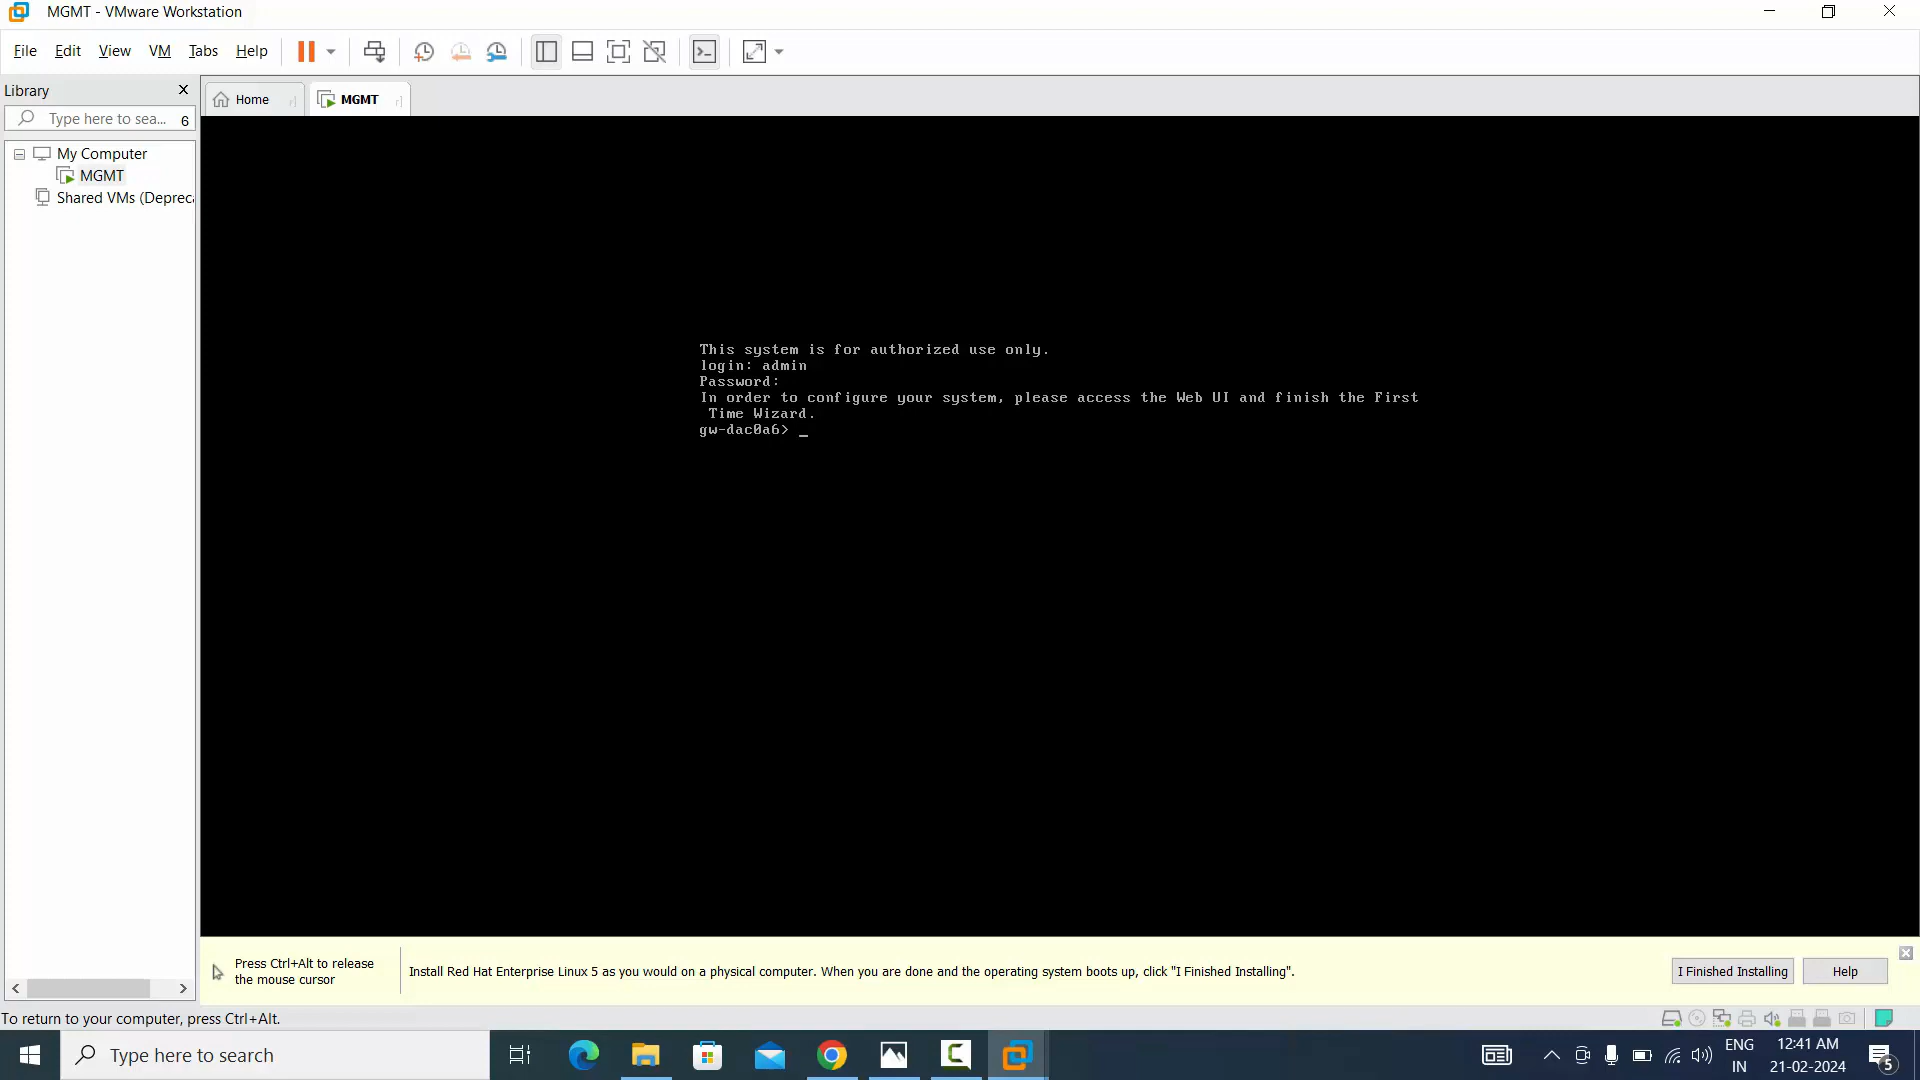 MGMT - VMware Workstation
File Edit View VM Tabs Help
Library
Home
MGMT
Type here to sea... 6
My Computer
MGMT
Shared VMs (Depreca
This system is for authorized use only.
login: admin
Password:
In order to configure your system, please access the Web UI and finish the First
Time Wizard.
gw-dac0a6> _
Press Ctrl+Alt to release
the mouse cursor
Install Red Hat Enterprise Linux 5 as you would on a physical computer. When you are done and the operating system boots up, click "I Finished Installing".
I Finished Installing
Help
To return to your computer, press Ctrl+Alt.
Type here to search
ENG
IN
12:41 AM
21-02-2024
5